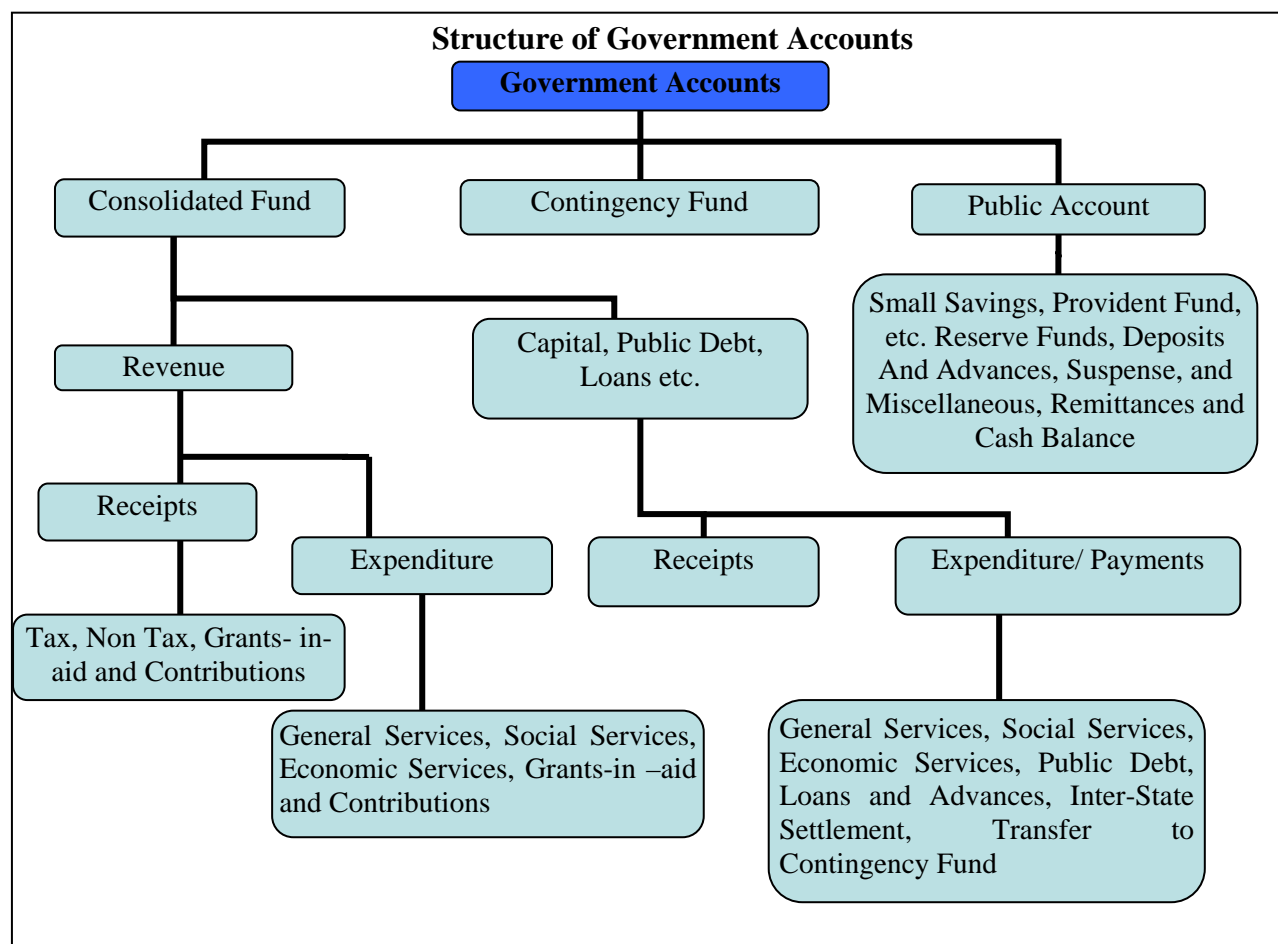 Structure of Government Accounts
Government Accounts
Consolidated Fund
Contingency Fund
Public Account
Small Savings, Provident Fund,
etc. Reserve Funds, Deposits
And Advances, Suspense, and
Miscellaneous, Remittances and
Cash Balance
Revenue
Capital, Public Debt,
Loans etc.
Receipts
Expenditure
Receipts
Expenditure/ Payments
Tax, Non Tax, Grants- in-
aid and Contributions
General Services, Social Services,
Economic Services, Grants-in –aid
and Contributions
General Services, Social Services,
Economic Services, Public Debt,
Loans and Advances, Inter-State
Settlement, Transfer to
Contingency Fund